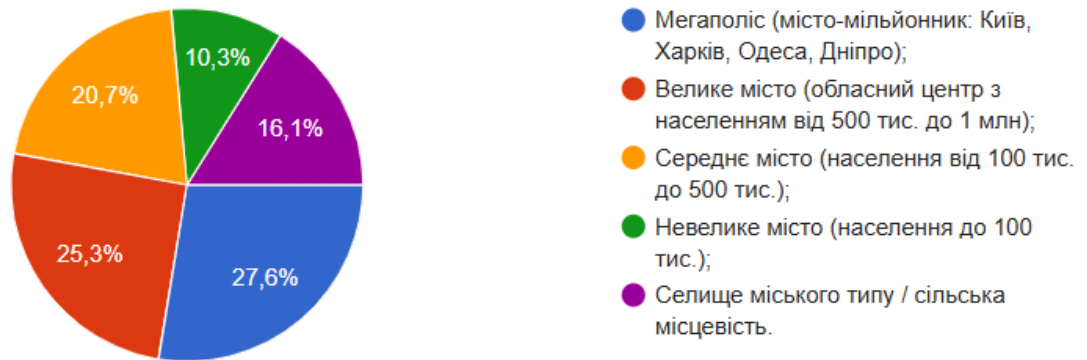 10,3%
20,7%
16,1%
25,3%
27,6%
Мегаполіс (місто-мільйонник: Київ,
Харків, Одеса, Дніпро);
Велике місто (обласний центр з
населенням від 500 тис. до 1 млн);
Середнє місто (населення від 100 тис.
до 500 тис.);
Невелике місто (населення до 100
тис.);
Селище міського типу / сільська
місцевість.